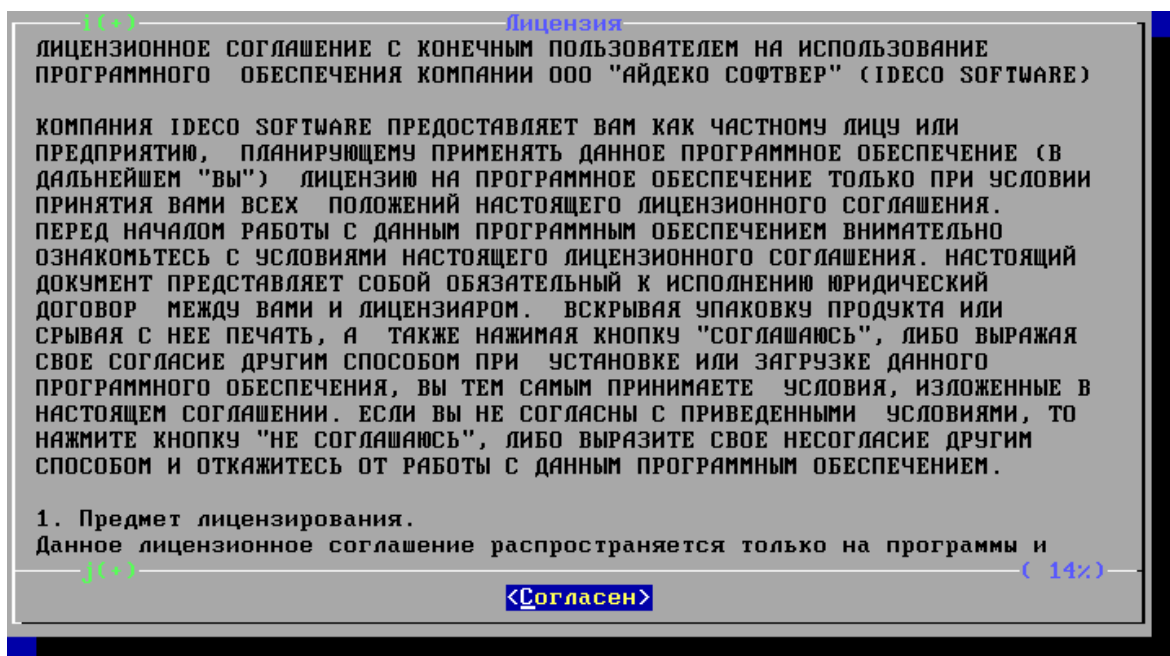 i(+) Лицензия
ЛИЦЕНЗИОННОЕ СОГЛАШЕНИЕ С КОНЕЧНЫМ ПОЛЬЗОВАТЕЛЕМ НА ИСПОЛЬЗОВАНИЕ
ПРОГРАММНОГО  ОБЕСПЕЧЕНИЯ КОМПАНИИ ООО "АЙДЕКО СОФТВЕР" (IDECO SOFTWARE)
КОМПАНИЯ IDECO SOFTWARE ПРЕДОСТАВЛЯЕТ ВАМ КАК ЧАСТНОМУ ЛИЦУ ИЛИ
ПРЕДПРИЯТИЮ,  ПЛАНИРУЮЩЕМУ ПРИМЕНЯТЬ ДАННОЕ ПРОГРАММНОЕ ОБЕСПЕЧЕНИЕ (В
ДАЛЬНЕЙШЕМ "ВЫ")  ЛИЦЕНЗИЮ НА ПРОГРАММНОЕ ОБЕСПЕЧЕНИЕ ТОЛЬКО ПРИ УСЛОВИИ
ПРИНЯТИЯ ВАМИ ВСЕХ  ПОЛОЖЕНИЙ НАСТОЯЩЕГО ЛИЦЕНЗИОННОГО СОГЛАШЕНИЯ.
ПЕРЕД НАЧАЛОМ РАБОТЫ С ДАННЫМ ПРОГРАММНЫМ ОБЕСПЕЧЕНИЕМ ВНИМАТЕЛЬНО
ОЗНАКОМЬТЕСЬ С УСЛОВИЯМИ НАСТОЯЩЕГО ЛИЦЕНЗИОННОГО СОГЛАШЕНИЯ. НАСТОЯЩИЙ
ДОКУМЕНТ ПРЕДСТАВЛЯЕТ СОБОЙ ОБЯЗАТЕЛЬНЫЙ К ИСПОЛНЕНИЮ ЮРИДИЧЕСКИЙ
ДОГОВОР  МЕЖДУ ВАМИ И ЛИЦЕНЗИАРОМ.  ВСКРЫВАЯ УПАКОВКУ ПРОДУКТА ИЛИ
СРЫВАЯ С НЕЕ ПЕЧАТЬ, А  ТАКЖЕ НАЖИМАЯ КНОПКУ "СОГЛАШАЮСЬ", ЛИБО ВЫРАЖАЯ
СВОЕ СОГЛАСИЕ ДРУГИМ СПОСОБОМ ПРИ  УСТАНОВКЕ ИЛИ ЗАГРУЗКЕ ДАННОГО
ПРОГРАММНОГО ОБЕСПЕЧЕНИЯ, ВЫ ТЕМ САМЫМ ПРИНИМАЕТЕ  УСЛОВИЯ, ИЗЛОЖЕННЫЕ В
НАСТОЯЩЕМ СОГЛАШЕНИИ. ЕСЛИ ВЫ НЕ СОГЛАСНЫ С ПРИВЕДЕННЫМИ  УСЛОВИЯМИ, ТО
НАЖМИТЕ КНОПКУ "НЕ СОГЛАШАЮСЬ", ЛИБО ВЫРАЗИТЕ СВОЕ НЕСОГЛАСИЕ ДРУГИМ
СПОСОБОМ И ОТКАЖИТЕСЬ ОТ РАБОТЫ С ДАННЫМ ПРОГРАММНЫМ ОБЕСПЕЧЕНИЕМ.
1. Предмет лицензирования.
Данное лицензионное соглашение распространяется только на программы и
j(+) ( 14%)
<Согласен>